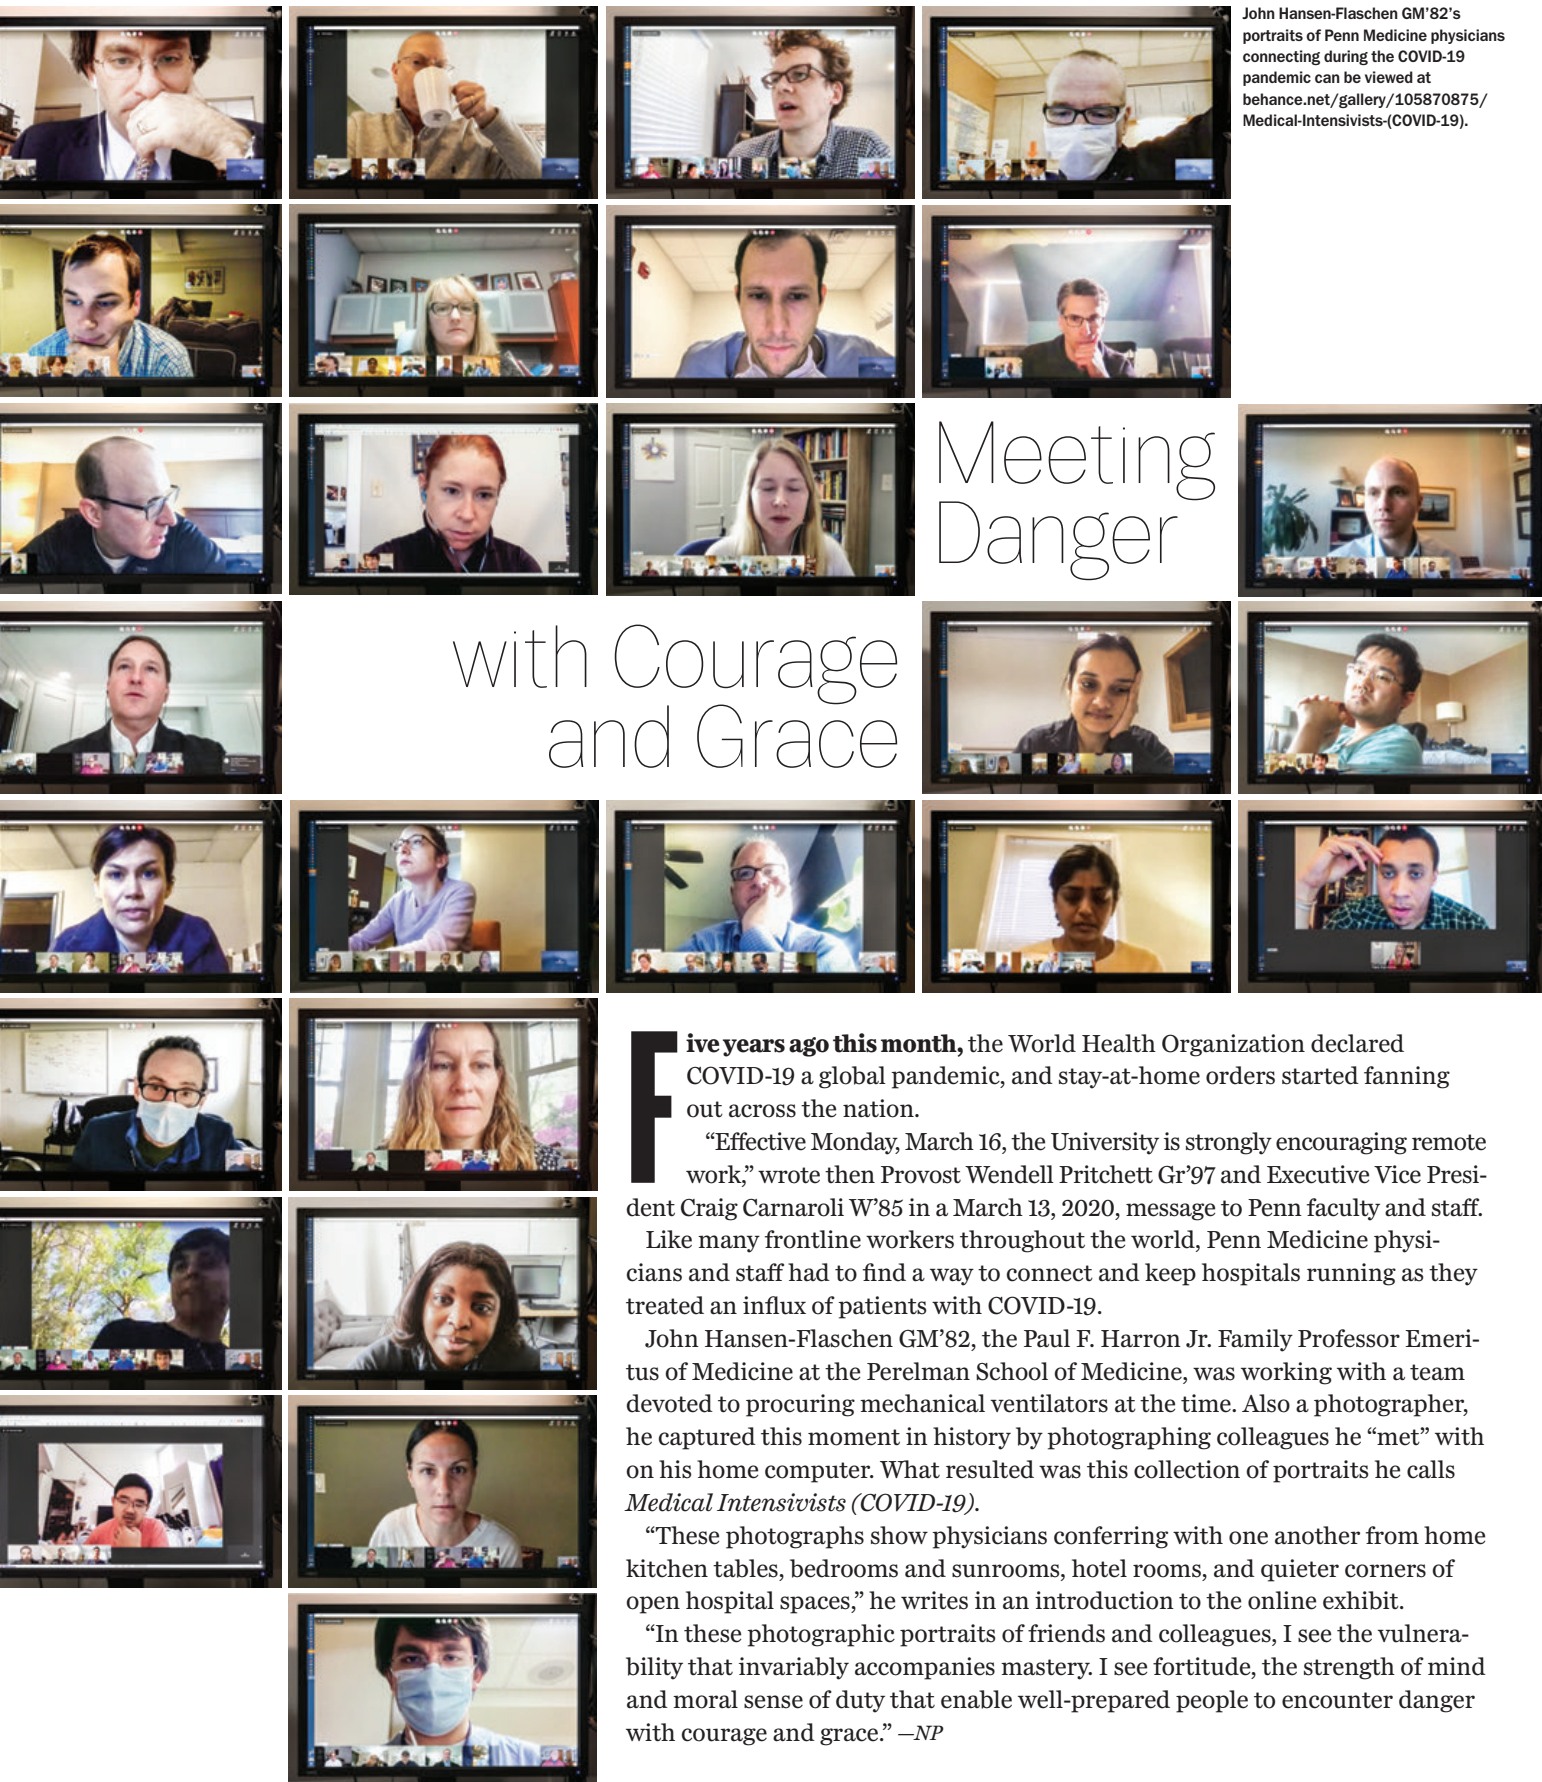 John Hansen-Flaschen GM’82’s
portraits of Penn Medicine physicians
connecting during the COVID-19
pandemic can be viewed at
behance.net/gallery/105870875/
Medical-Intensivists-(COVID-19).
Meeting
Danger
with Courage
and Grace
Five years ago this month, the World Health Organization declared
COVID-19 a global pandemic, and stay-at-home orders started fanning
out across the nation.
“Effective Monday, March 16, the University is strongly encouraging remote
work,” wrote then Provost Wendell Pritchett Gr’97 and Executive Vice Presi-
dent Craig Carnaroli W’85 in a March 13, 2020, message to Penn faculty and staff.
Like many frontline workers throughout the world, Penn Medicine physi-
cians and staff had to find a way to connect and keep hospitals running as they
treated an influx of patients with COVID-19.
John Hansen-Flaschen GM’82, the Paul F. Harron Jr. Family Professor Emeri-
tus of Medicine at the Perelman School of Medicine, was working with a team
devoted to procuring mechanical ventilators at the time. Also a photographer,
he captured this moment in history by photographing colleagues he “met” with
on his home computer. What resulted was this collection of portraits he calls
Medical Intensivists (COVID-19).
“These photographs show physicians conferring with one another from home
kitchen tables, bedrooms and sunrooms, hotel rooms, and quieter corners of
open hospital spaces,” he writes in an introduction to the online exhibit.
“In these photographic portraits of friends and colleagues, I see the vulnera-
bility that invariably accompanies mastery. I see fortitude, the strength of mind
and moral sense of duty that enable well-prepared people to encounter danger
with courage and grace.” —NP